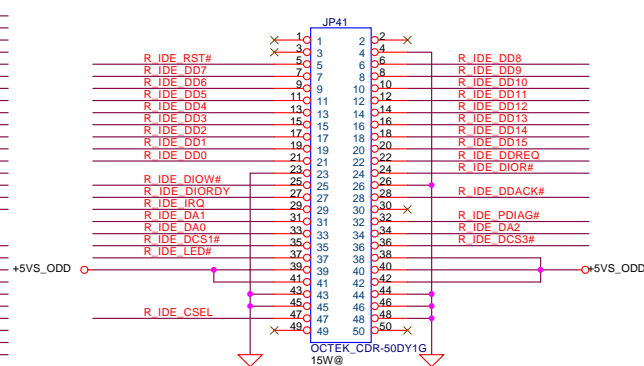 JP41
1 1 2 2
3 3 4 4
R_IDE_RST# 5 5 6 6 R_IDE_DD8
R_IDE_DD7 7 7 8 8 R_IDE_DD9
R_IDE_DD6 9 9 10 10 R_IDE_DD10
R_IDE_DD5 11 11 12 12 R_IDE_DD11
R_IDE_DD4 13 13 14 14 R_IDE_DD12
R_IDE_DD3 15 15 16 16 R_IDE_DD13
R_IDE_DD2 17 17 18 18 R_IDE_DD14
R_IDE_DD1 19 19 20 20 R_IDE_DD15
R_IDE_DD0 21 21 22 22 R_IDE_DDREQ
23 23 24 24 R_IDE_DIOR#
R_IDE_DIOW# 25 25 26 26
R_IDE_DIORDY 27 27 28 28 R_IDE_DDACK#
R_IDE_IRQ 29 29 30 30
R_IDE_DA1 31 31 32 32 R_IDE_PDIAG#
R_IDE_DA0 33 33 34 34 R_IDE_DA2
R_IDE_DCS1# 35 35 36 36 R_IDE_DCS3#
R_IDE_LED# 37 37 38 38
+5VS_ODD 39 39 40 40 +5VS_ODD
41 41 42 42
43 43 44 44
45 45 46 46
R_IDE_CSEL 47 47 48 48
49 49 50 50
OCTEK_CDR-50DY1G
15W@